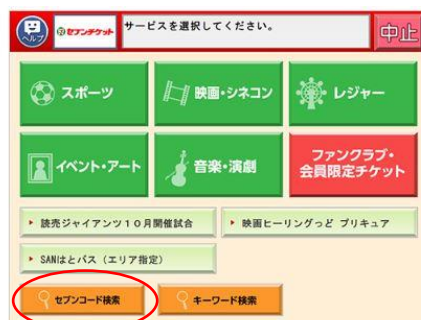 ヘルプ
セブンチケット
サービスを選択してください。
中止
スポーツ
映画・シネコン
レジャー
イベント・アート
音楽・演劇
ファンクラブ・
会員限定チケット
読売ジャイアンツ10月開催試合
映画ヒーリングっど プリキュア
SANはとバス（エリア指定）
セブンコード検索
キーワード検索